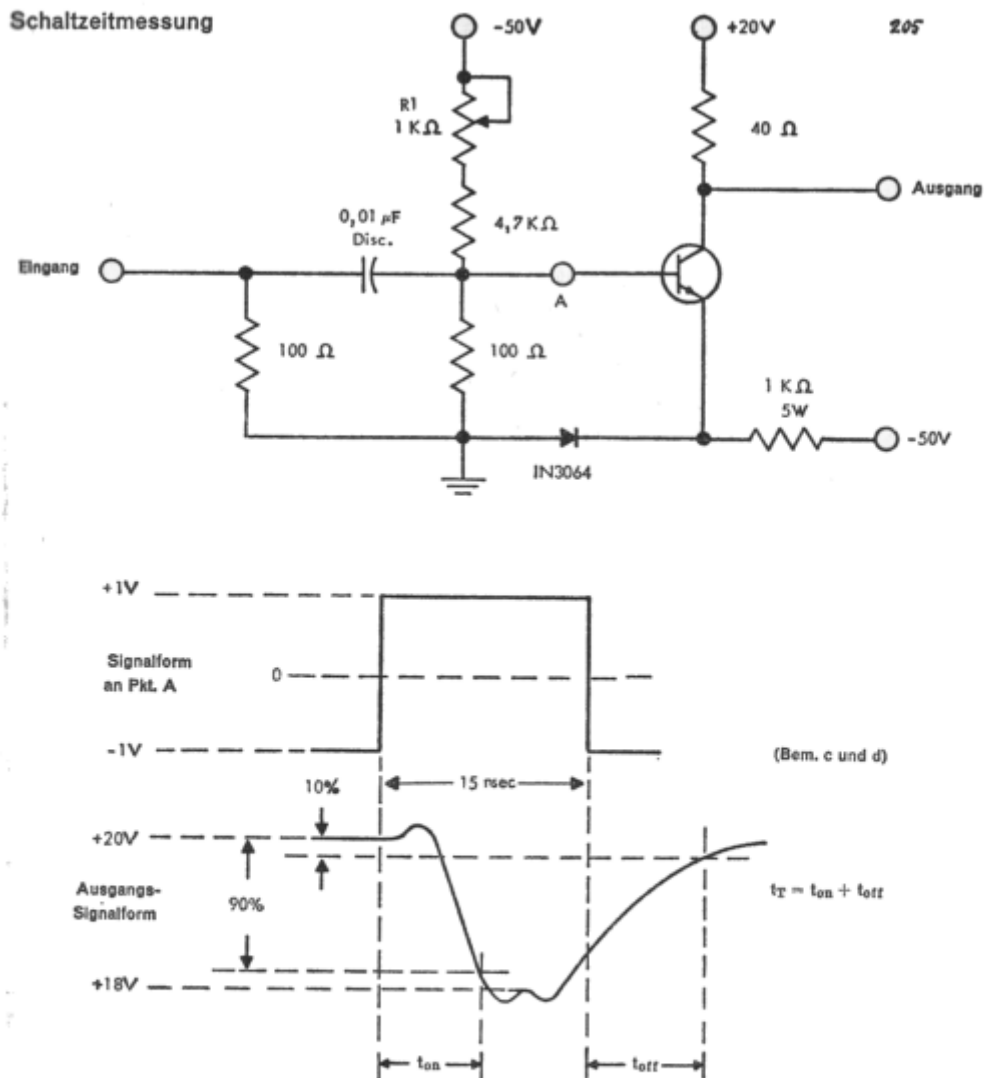 Schaltzeitmessung
-50V
+20V
205
R1
1 KΩ
40 Ω
Ausgang
0,01 µF
Disc.
4,7 KΩ
Eingang
A
100 Ω
100 Ω
1 KΩ
5W
-50V
IN3064
+1V
Signalform
an Pkt. A
0
-1V
(Bem. c und d)
15 nsec
10%
+20V
Ausgangs-
Signalform
90%
tT = ton + toff
+18V
ton
toff